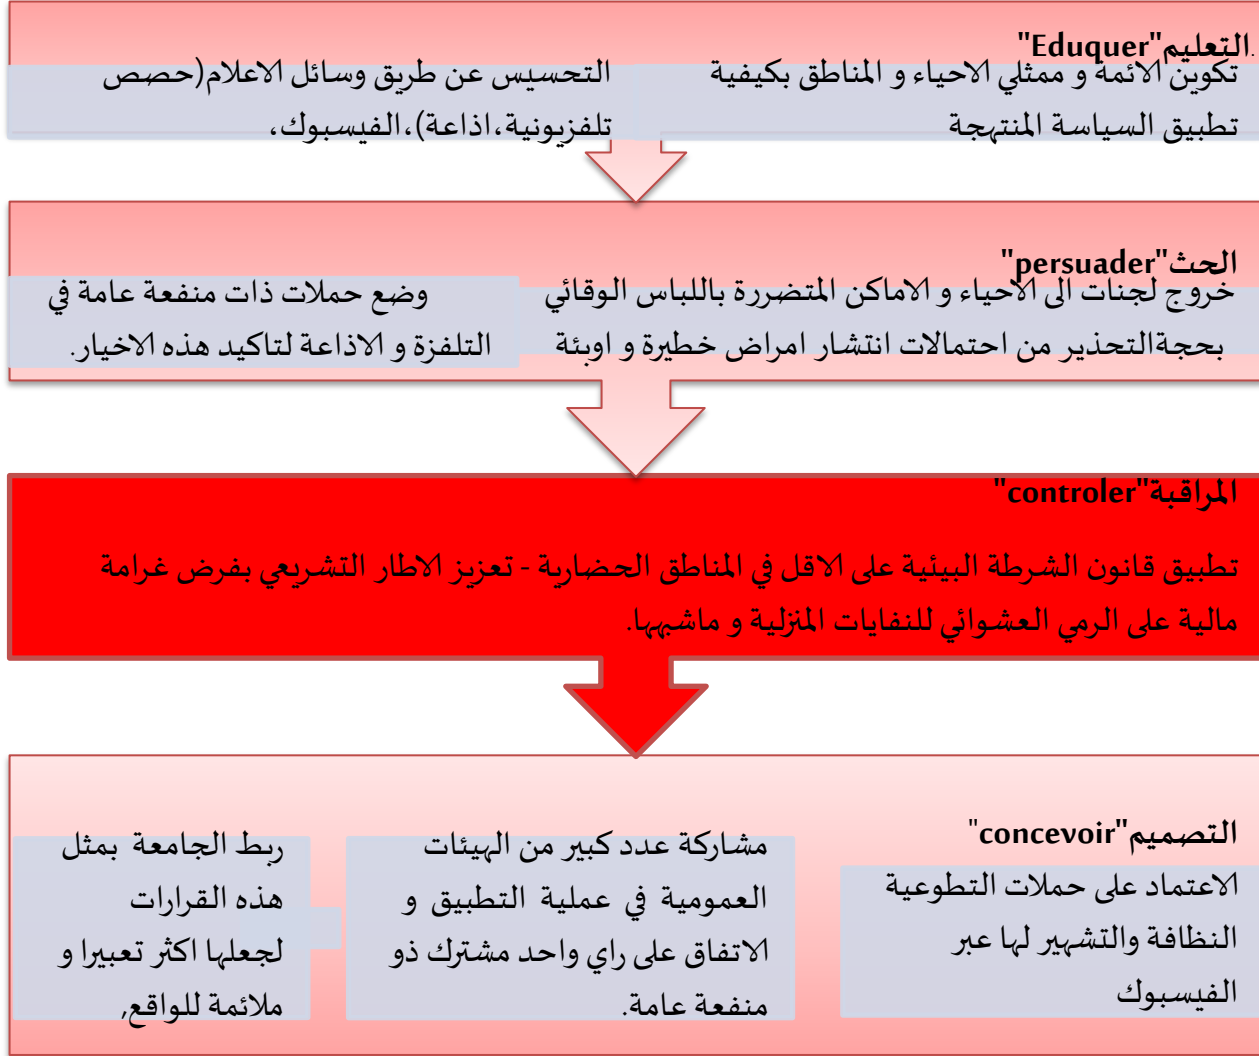 .التعليم"Eduquer"
تكوين الائمة و ممثلي الاحياء و المناطق بكيفية
تطبيق السياسة المنتهجة
التحسيس عن طريق وسائل الاعلام(حصص
تلفزيونية،اذاعة)،الفيسبوك،
الحث"persuader"
خروج لجنات الى الاحياء و الاماكن المتضررة باللباس الوقائي
بحجةالتحذير من احتمالات انتشار امراض خطيرة و اوبئة
وضع حملات ذات منفعة عامة في
التلفزة و الاذاعة لتاكيد هذه الاخبار.
المراقبة"controler"
تطبيق قانون الشرطة البيئية على الاقل في المناطق الحضارية - تعزيز الاطار التشريعي بفرض غرامة
مالية على الرمي العشوائي للنفايات المنزلية و ماشبهها.
التصميم"concevoir"
الاعتماد على حملات التطوعية
النظافة والتشهير لها عبر
الفيسبوك
مشاركة عدد كبير من الهيئات
العمومية في عملية التطبيق و
الاتفاق على راي واحد مشترك ذو
منفعة عامة.
ربط الجامعة بمثل
هذه القرارات
لجعلها اكثر تعبيرا و
ملائمة للواقع,